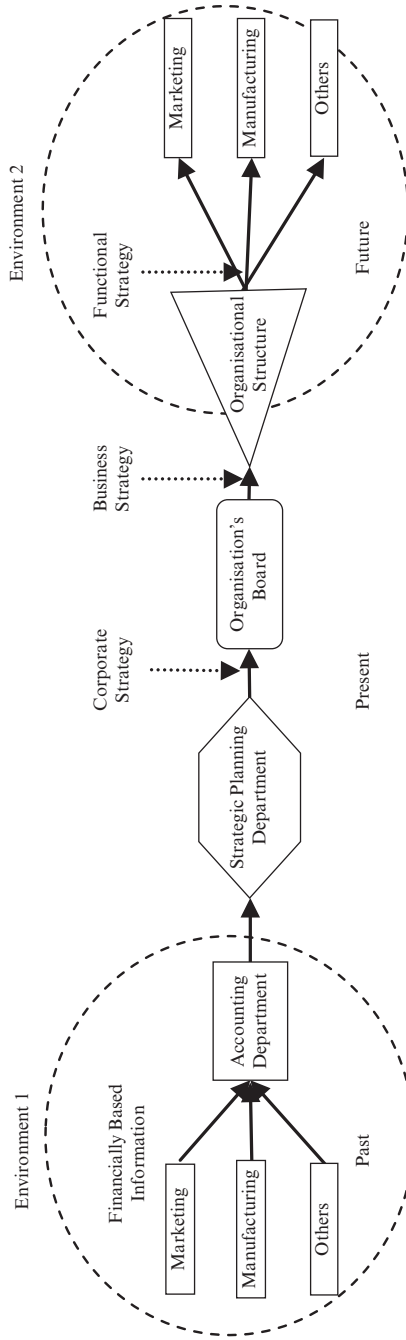 Environment 1
Financially Based
Information
Marketing
Manufacturing
Others
Past
Accounting
Department
Strategic Planning
Department
Corporate
Strategy
Present
Organisation's
Board
Business
Strategy
Organisational
Structure
Functional
Strategy
Environment 2
Marketing
Manufacturing
Others
Future